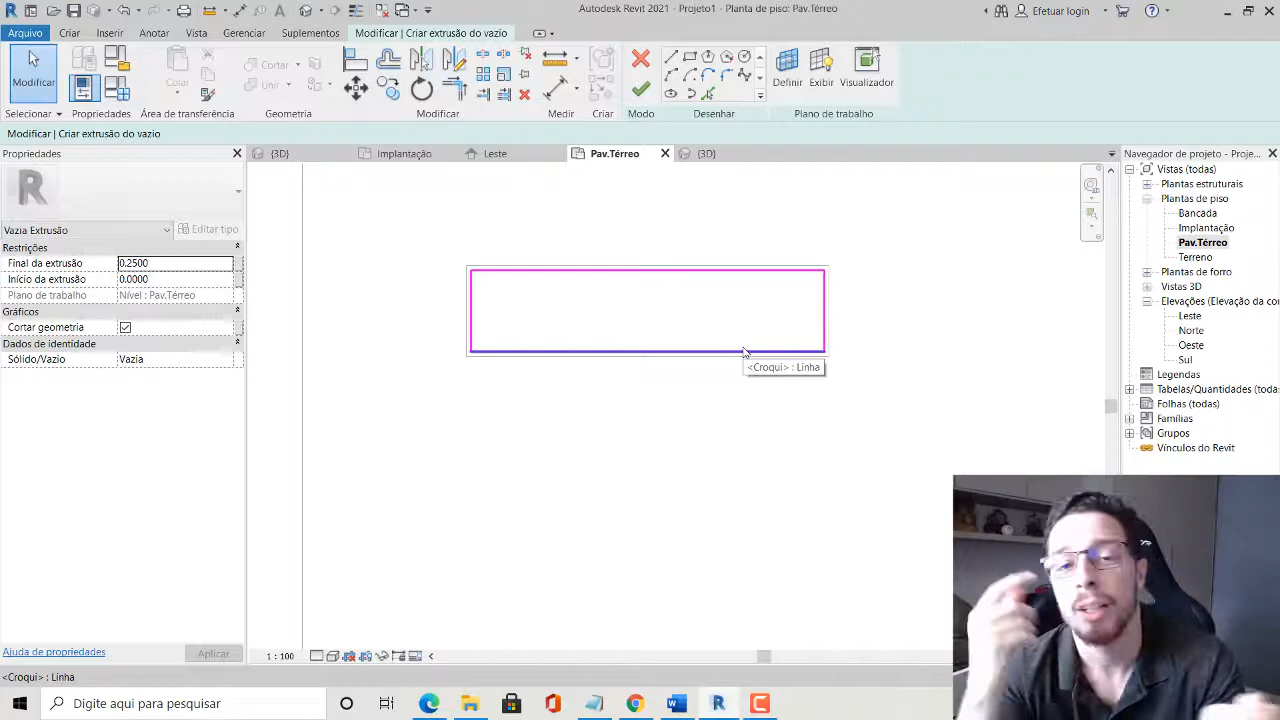 Autodesk Revit 2021 - Projeto1 - Planta de piso: Pav.Térreo
Efetuar login
Arquivo Criar Inserir Anotar Vista Gerenciar Suplementos Modificar | Criar extrusão do vazio
Modificar
Colar
Cortar
Unir
Definir Exibir Visualizador
Selecionar Propriedades Área de transferência Geometria Modificar Medir Criar Modo Desenhar Plano de trabalho
Modificar | Criar extrusão do vazio
Propriedades
{3D} Implantação Leste Pav.Térreo {3D}
Navegador de projeto - Proje...
R
Vazia Extrusão
Editar tipo
Restrições
Final da extrusão 0.2500
Início da extrusão 0.0000
Plano de trabalho Nível : Pav.Térreo
Gráficos
Cortar geometria
Dados de identidade
Sólido/Vazio Vazia
<Croqui> : Linha
Vistas (todas)
Plantas estruturais
Plantas de piso
Bancada
Implantação
Pav.Térreo
Terreno
Plantas de forro
Vistas 3D
Elevações (Elevação da co
Leste
Norte
Oeste
Sul
Legendas
Tabelas/Quantidades (toda
Folhas (todas)
Famílias
Grupos
Vínculos do Revit
Ajuda de propriedades
Aplicar
1 : 100
<Croqui> : Linha
Digite aqui para pesquisar